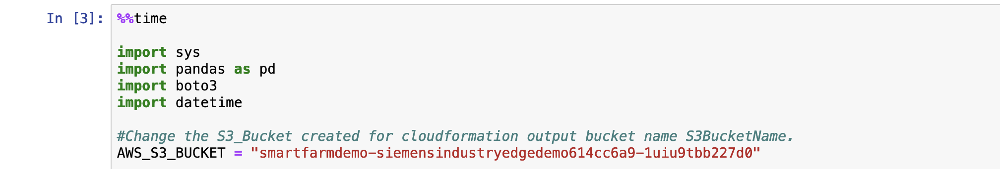 In [3]: %%time
import sys
import pandas as pd
import boto3
import datetime
#Change the S3_Bucket created for cloudformation output bucket name S3BucketName.
AWS_S3_BUCKET = "smartfarmdemo-siemensindustryedgedemo614cc6a9-1uiu9tbb227d0"